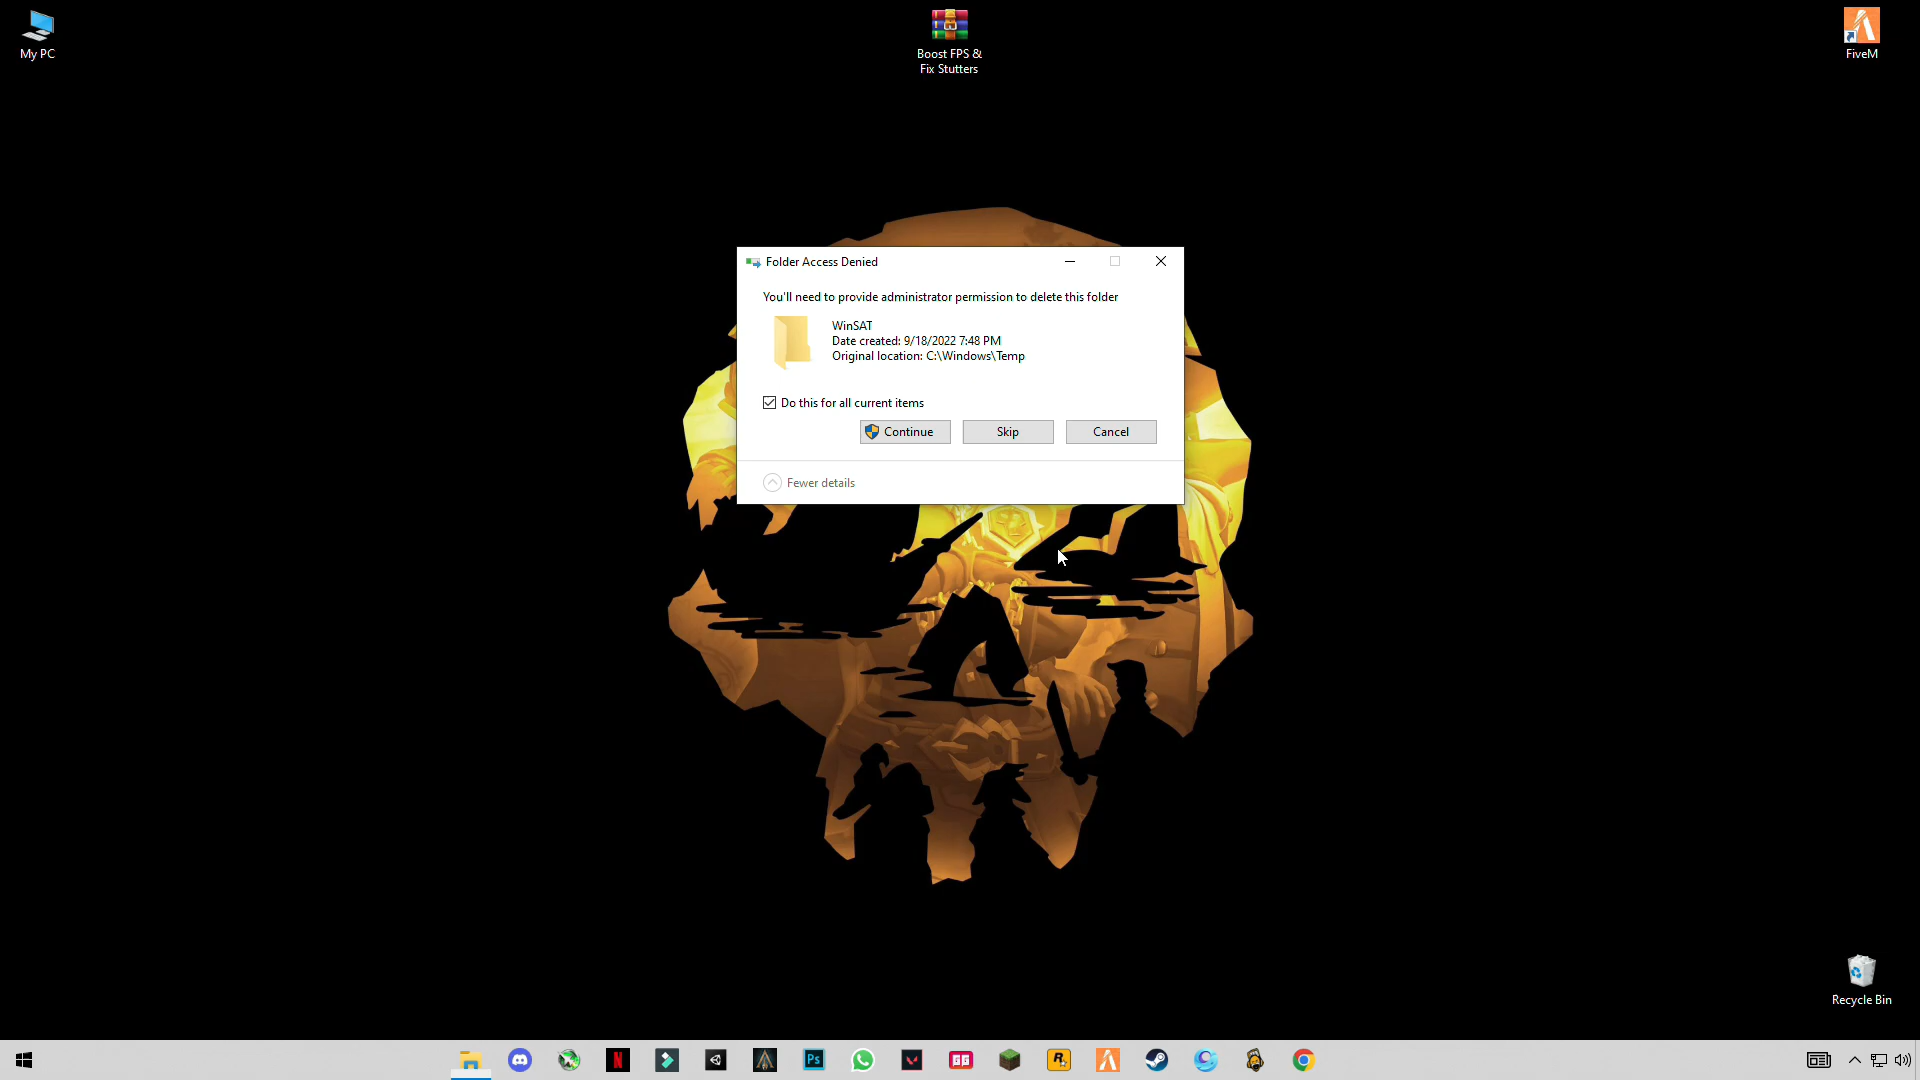 My PC
Boost FPS &
Fix Stutters
FiveM
Folder Access Denied
You'll need to provide administrator permission to delete this folder
WinSAT
Date created: 9/18/2022 7:48 PM
Original location: C:\Windows\Temp
Do this for all current items
Continue
Skip
Cancel
Fewer details
Recycle Bin
N
Ps
R